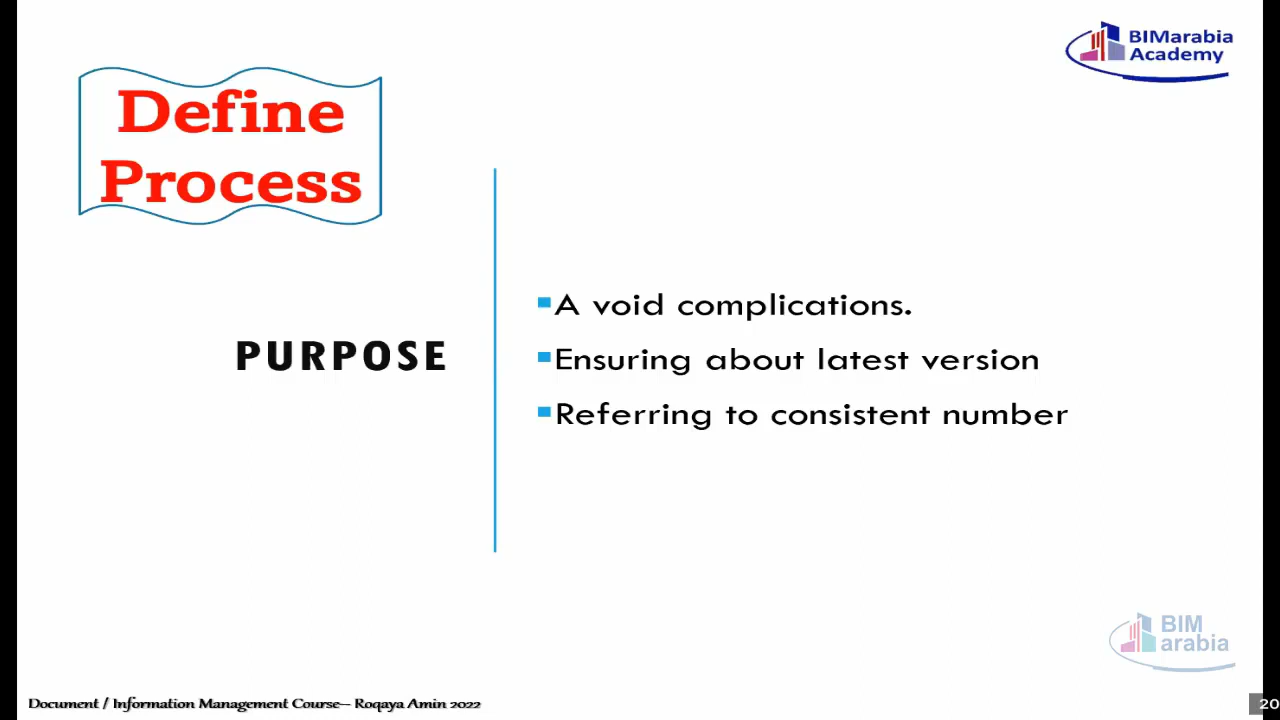 BIMarabia
Academy
Define
Process
PURPOSE
A void complications.
Ensuring about latest version
Referring to consistent number
BIM
arabia
Document / Information Management Course-- Roqaya Amin 2022
20